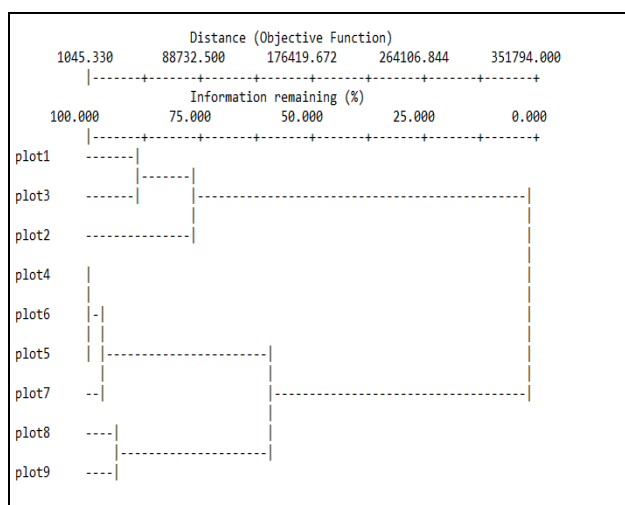 Distance (Objective Function)
1045.330 88732.500 176419.672 264106.844 351794.000
Information remaining (%)
100.000 75.000 50.000 25.000 0.000
plot1
plot3
plot2
plot4
plot6
plot5
plot7
plot8
plot9